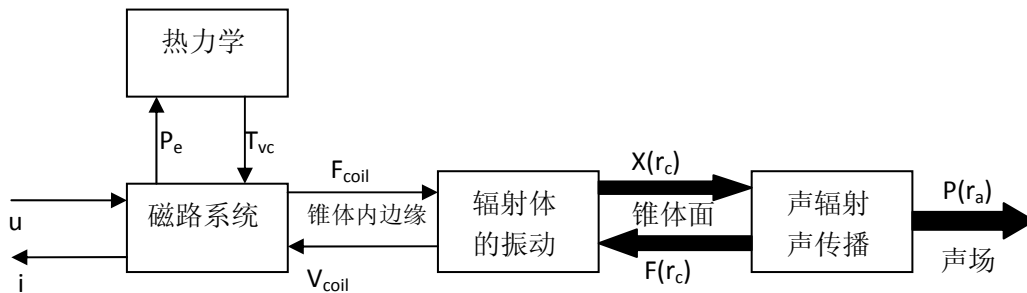 热力学
Pe
Tvc
Fcoil
X(rc)
P(ra)
u
磁路系统
锥体内边缘
辐射体
的振动
锥体面
声辐射
声传播
声场
i
Vcoil
F(rc)